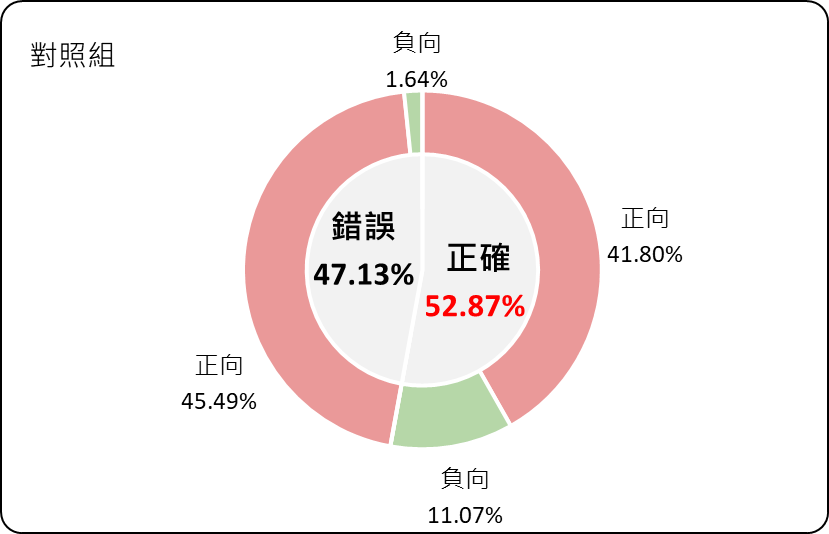 對照組
負向
1.64%
正向
41.80%
錯誤
47.13%
正確
52.87%
正向
45.49%
負向
11.07%